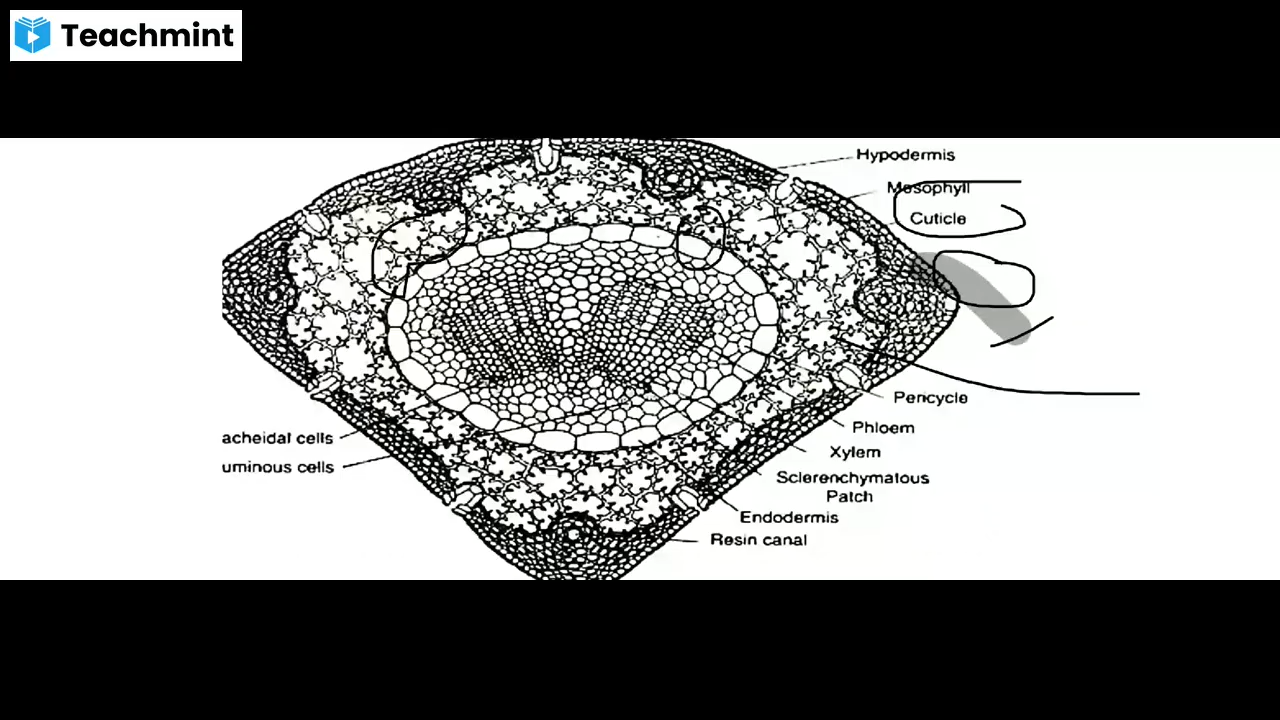 Teachmint
Hypodermis
Mesophyll
Cuticle
Pericycle
Phloem
Xylem
Sclerenchymatous
Patch
Endodermis
Resin canal
acheidal cells
uminous cells